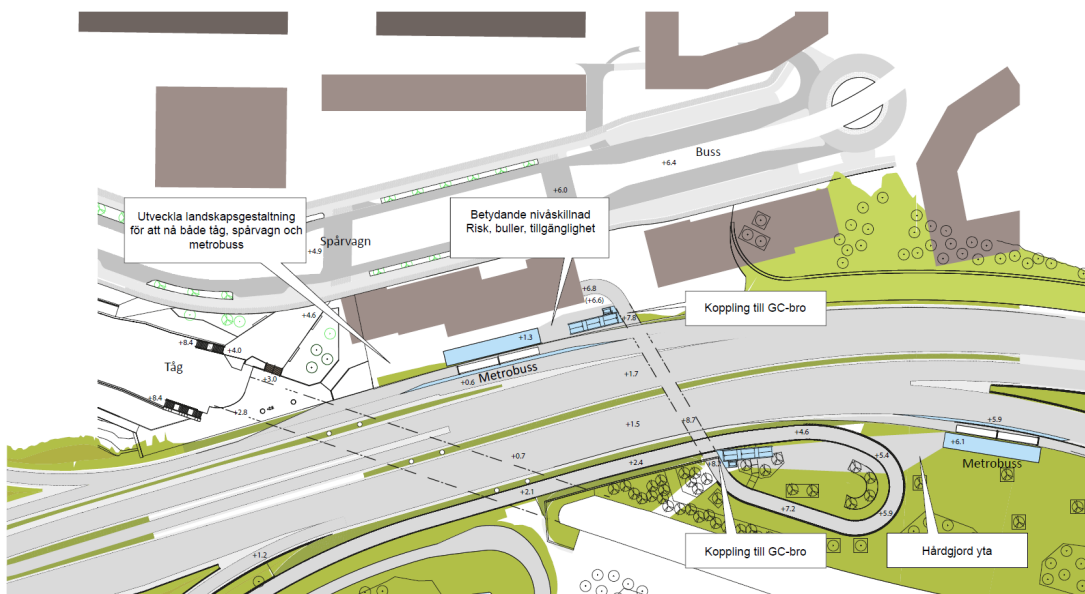 Buss
+6.4
+6.0
Utveckla landskapsgestaltning
för att nå både tåg, spårvagn och
metrobuss
Betydande nivåskillnad
Risk, buller, tillgänglighet
Spårvagn
+4.9
+6.8
(+6.6)
+7.8
Koppling till GC-bro
+4.6
+8.4
+4.0
+1.3
Tåg
+3.0
Metrobuss
+0.6
+1.7
+8.4
+2.8
+1.5
+8.7
+4.6
+5.9
+6.1
Metrobuss
+0.7
+2.4
+5.4
+2.1
+7.2
+5.9
+1.2
Koppling till GC-bro
Hårdgjord yta